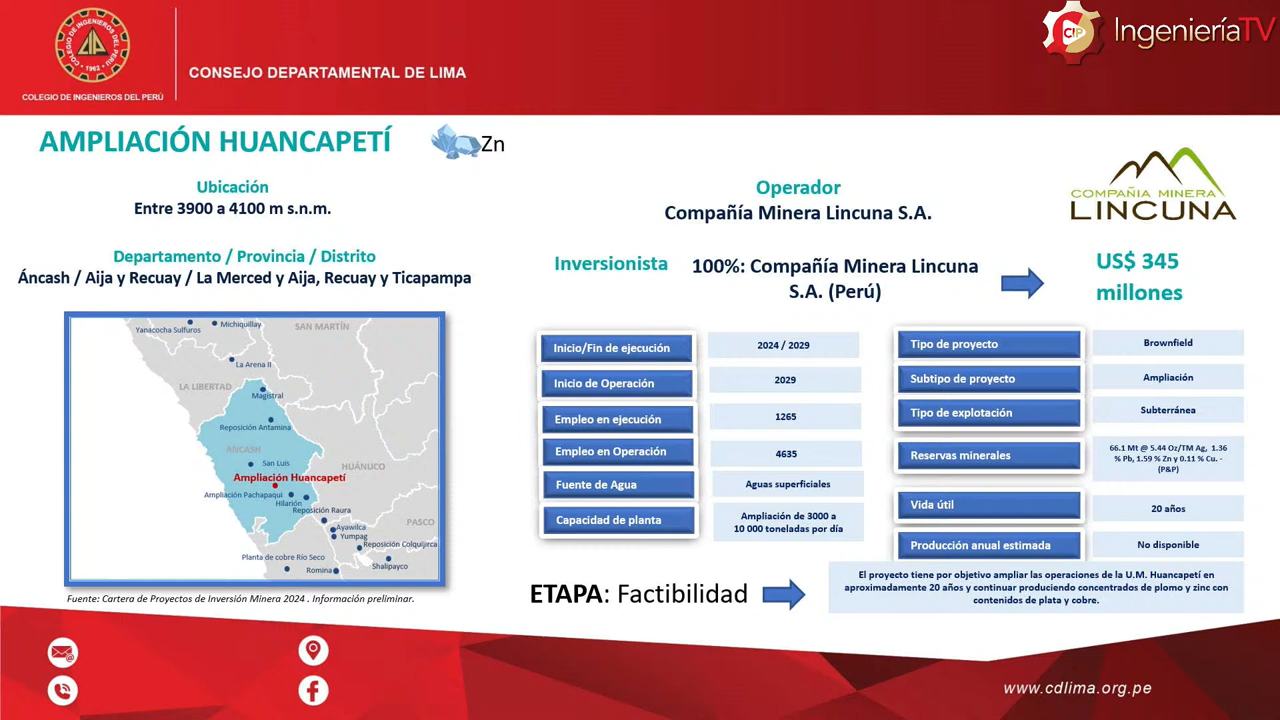 COLEGIO DE INGENIEROS DEL PERÚ
1962
COLEGIO DE INGENIEROS DEL PERÚ
CONSEJO DEPARTAMENTAL DE LIMA
CIP
IngenieríaTV
AMPLIACIÓN HUANCAPETÍ
Zn
Ubicación
Entre 3900 a 4100 m s.n.m.
Departamento / Provincia / Distrito
Áncash / Aija y Recuay / La Merced y Aija, Recuay y Ticapampa
Operador
Compañía Minera Lincuna S.A.
COMPAÑIA MINERA
LINCUNA
Inversionista
100%: Compañía Minera Lincuna
S.A. (Perú)
US$ 345
millones
Yanacocha Sulfuros
Michiquillay
SAN MARTÍN
La Arena II
LA LIBERTAD
Magistral
Reposición Antamina
ANCASH
San Luis
HUÁNUCO
Ampliación Huancapetí
Ampliación Pachapaqui
Hilarión
Reposición Raura
PASCO
Ayawilca
Yumpag
Reposición Colquijirca
Planta de cobre Río Seco
Shalipayco
Romina
Fuente: Cartera de Proyectos de Inversión Minera 2024 . Información preliminar.
Inicio/Fin de ejecución
2024 / 2029
Inicio de Operación
2029
Empleo en ejecución
1265
Empleo en Operación
4635
Fuente de Agua
Aguas superficiales
Capacidad de planta
Ampliación de 3000 a
10 000 toneladas por día
Tipo de proyecto
Brownfield
Subtipo de proyecto
Ampliación
Tipo de explotación
Subterránea
Reservas minerales
66.1 Mt @ 5.44 Oz/TM Ag, 1.36
% Pb, 1.59 % Zn y 0.11 % Cu. -
(P&P)
Vida útil
20 años
Producción anual estimada
No disponible
ETAPA: Factibilidad
El proyecto tiene por objetivo ampliar las operaciones de la U.M. Huancapetí en
aproximadamente 20 años y continuar produciendo concentrados de plomo y zinc con
contenidos de plata y cobre.
www.cdlima.org.pe